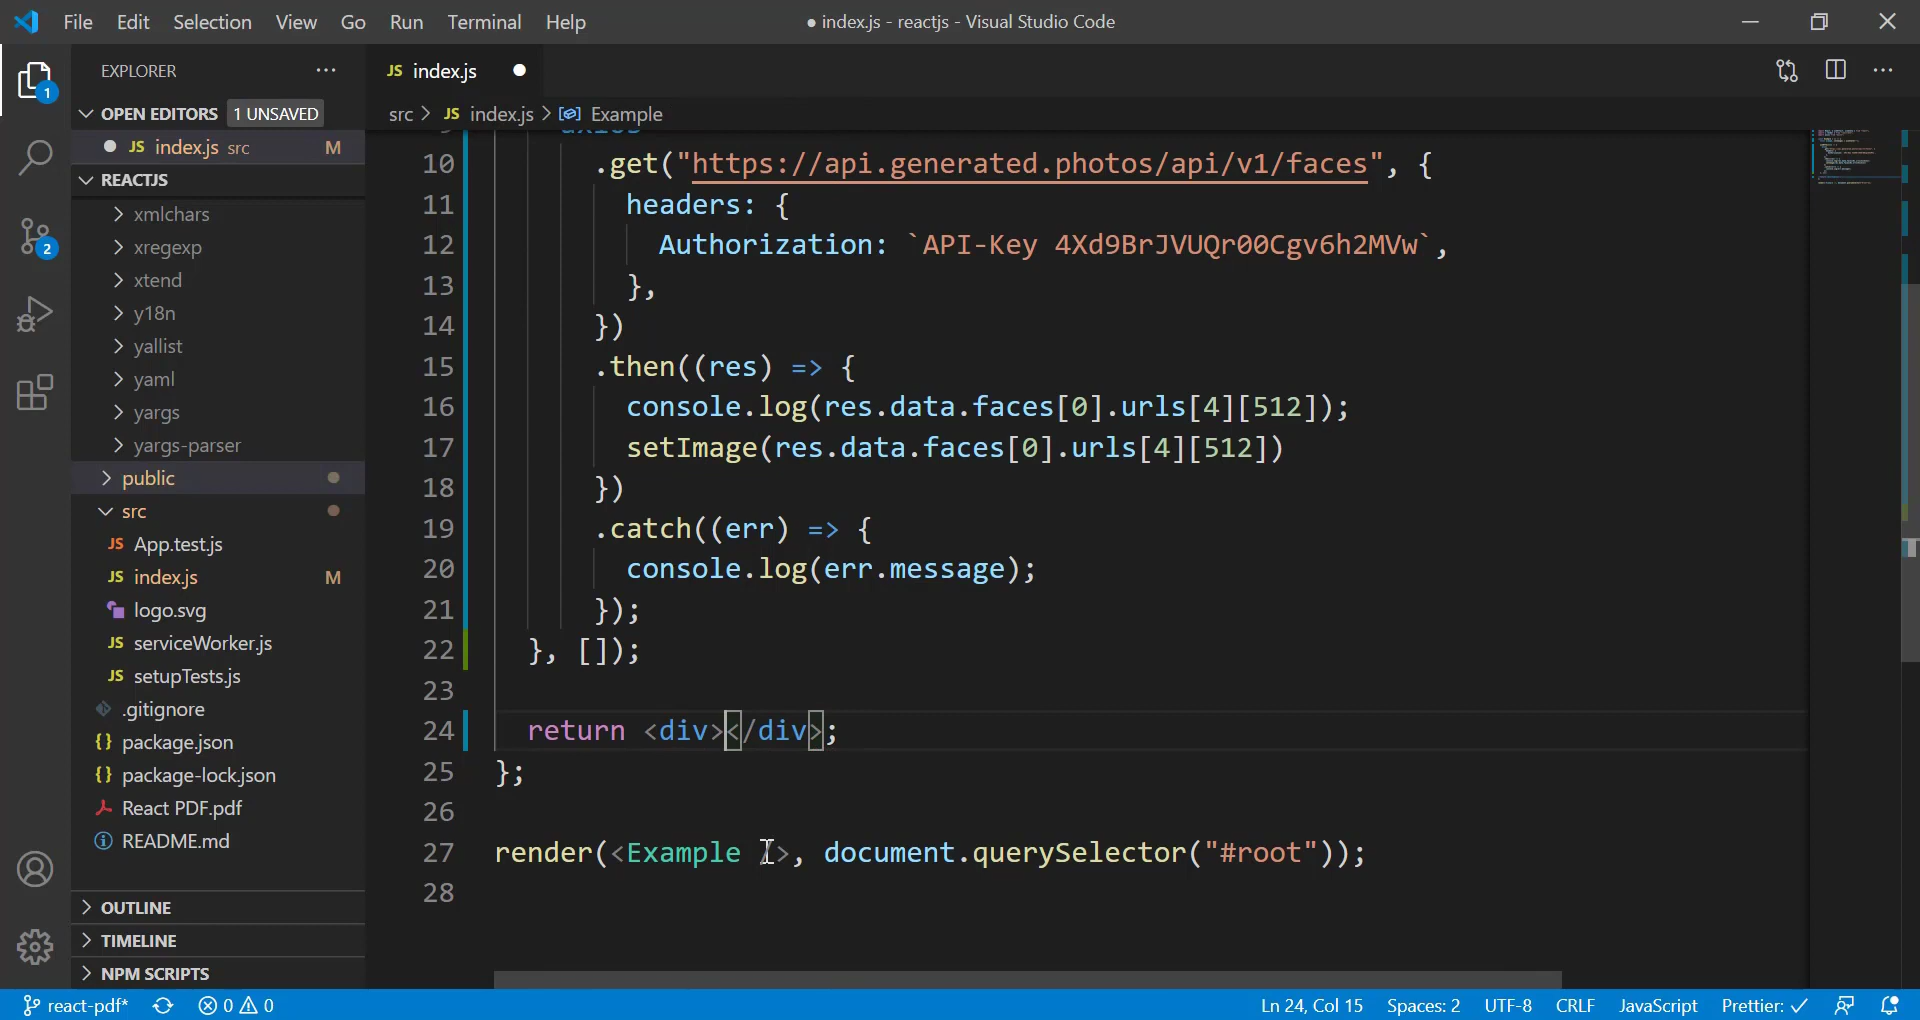 File Edit Selection View Go Run Terminal Help
● index.js - reactjs - Visual Studio Code
EXPLORER
OPEN EDITORS 1 UNSAVED
JS index.js src M
REACTJS
xmlchars
xregexp
xtend
y18n
yallist
yaml
yargs
yargs-parser
public
src
JS App.test.js
JS index.js M
logo.svg
JS serviceWorker.js
JS setupTests.js
.gitignore
{} package.json
{} package-lock.json
React PDF.pdf
README.md
OUTLINE
TIMELINE
NPM SCRIPTS
1
2
JS index.js ●
src > JS index.js > Example
9 axios
10 .get("https://api.generated.photos/api/v1/faces", {
11 headers: {
12 Authorization: `API-Key 4Xd9BrJVUQr00Cgv6h2MVw`,
13 },
14 })
15 .then((res) => {
16 console.log(res.data.faces[0].urls[4][512]);
17 setImage(res.data.faces[0].urls[4][512])
18 })
19 .catch((err) => {
20 console.log(err.message);
21 });
22 }, []);
23
24 return <div></div>;
25 };
26
27 render(<Example />, document.querySelector("#root"));
28
react-pdf* 0 0 Ln 24, Col 15 Spaces: 2 UTF-8 CRLF JavaScript Prettier: ✓